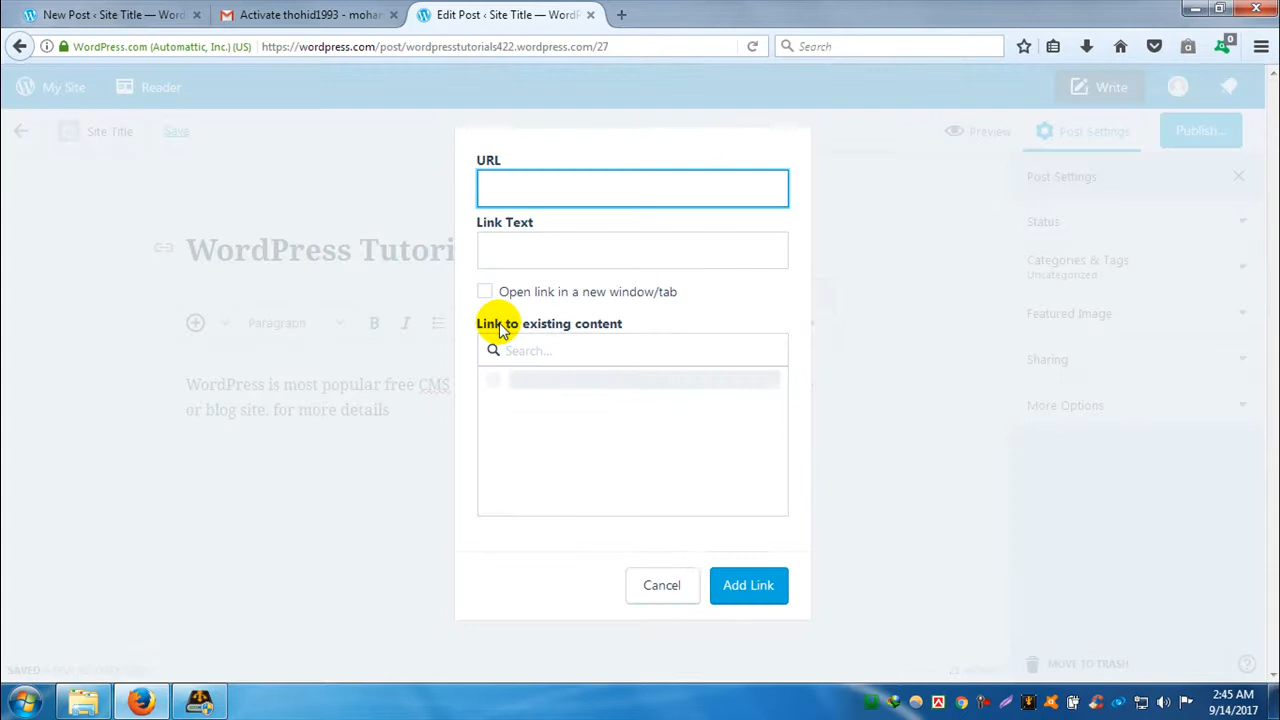 New Post ‹ Site Title — Word
Activate thohid1993 - mohan
Edit Post ‹ Site Title — WordP
WordPress.com (Automattic, Inc.) (US)
https://wordpress.com/post/wordpresstutorials422.wordpress.com/27
Search
0
My Site
Reader
Write
Site Title
Save
Preview
Post Settings
Publish...
URL
Post Settings
Link Text
Status
WordPress Tutori
Categories & Tags
Uncategorized
Open link in a new window/tab
Featured Image
Paragraph
B
I
Link to existing content
Search...
Sharing
WordPress is most popular free CMS
or blog site. for more details
More Options
Cancel
Add Link
SAVED
MOVE TO TRASH
2:45 AM
9/14/2017